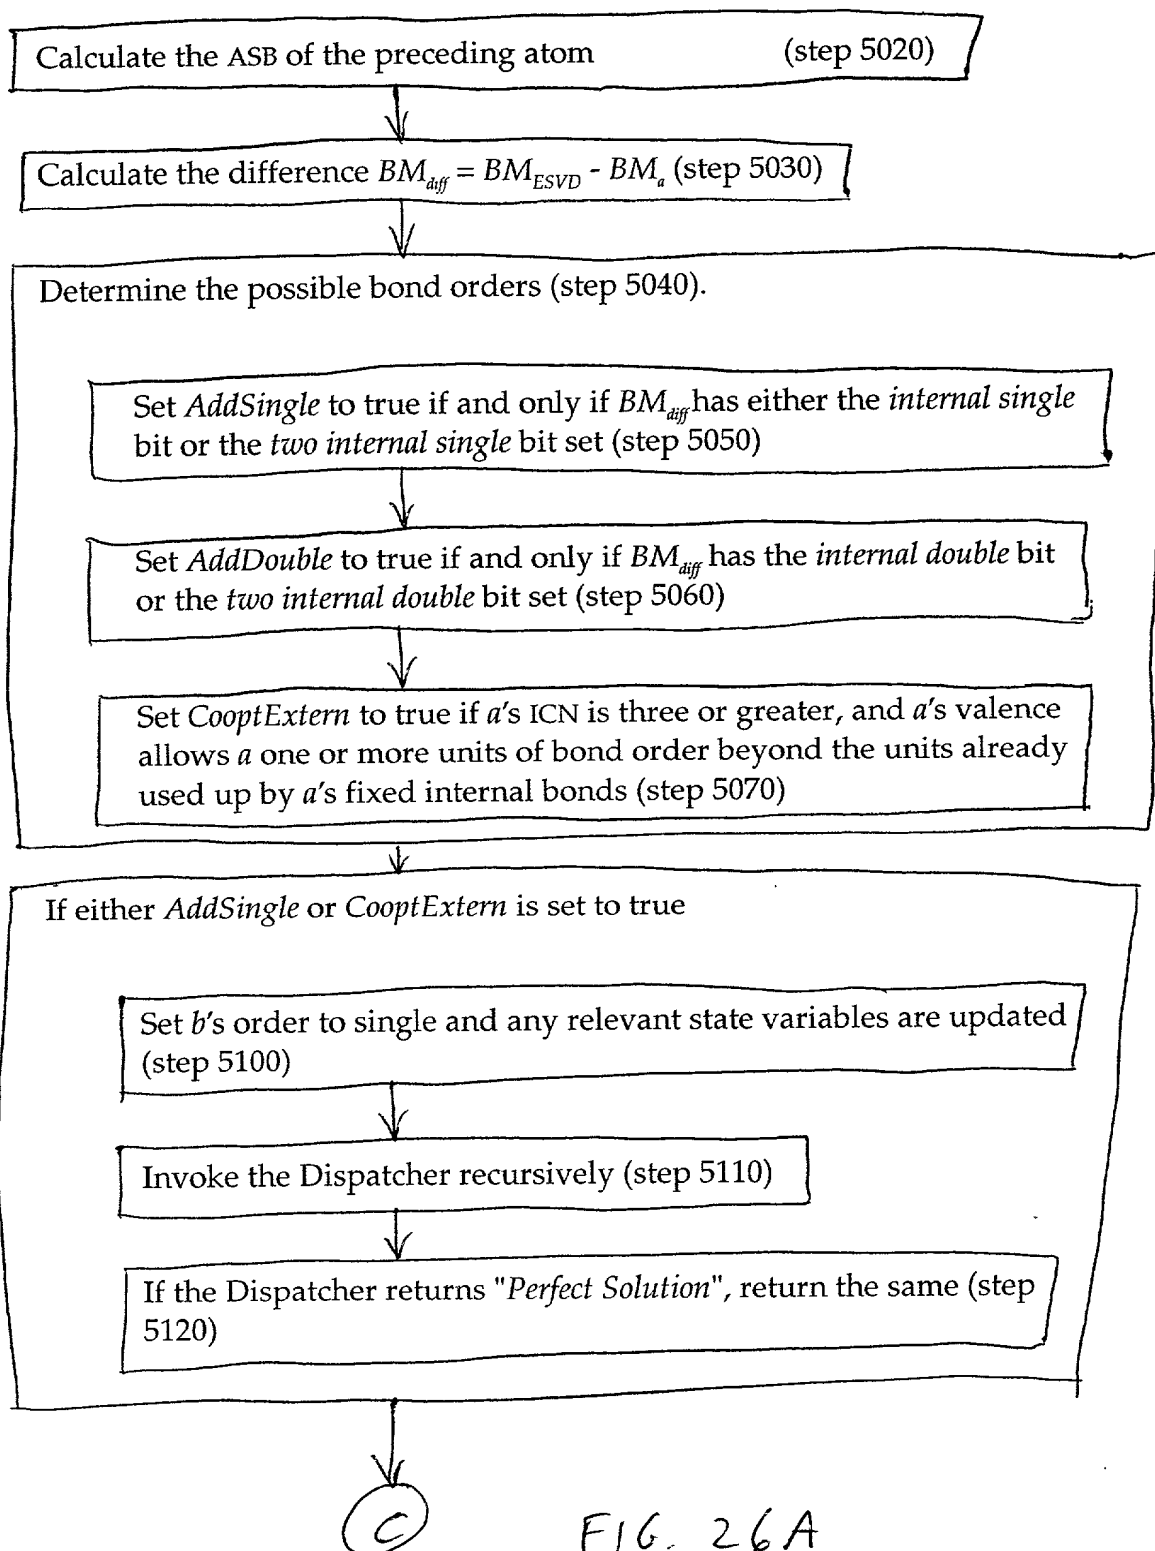 Calculate the ASB of the preceding atom (step 5020)
Calculate the difference BM_diff = BM_ESVD - BM_a (step 5030)
Determine the possible bond orders (step 5040).
Set AddSingle to true if and only if BM_diff has either the internal single
bit or the two internal single bit set (step 5050)
Set AddDouble to true if and only if BM_diff has the internal double bit
or the two internal double bit set (step 5060)
Set CooptExtern to true if a's ICN is three or greater, and a's valence
allows a one or more units of bond order beyond the units already
used up by a's fixed internal bonds (step 5070)
If either AddSingle or CooptExtern is set to true
Set b's order to single and any relevant state variables are updated
(step 5100)
Invoke the Dispatcher recursively (step 5110)
If the Dispatcher returns "Perfect Solution", return the same (step
5120)
C
FIG. 26A